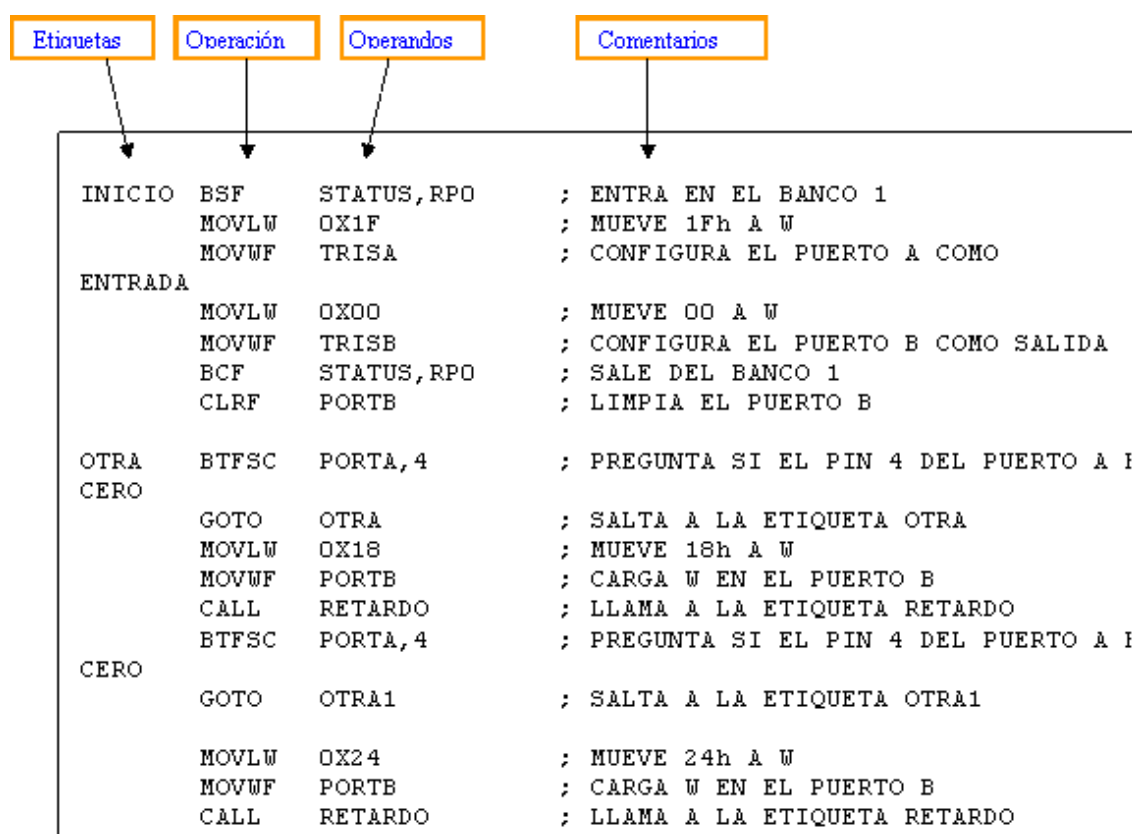 Etiquetas Operación Operandos Comentarios
INICIO BSF STATUS,RP0 ; ENTRA EN EL BANCO 1
MOVLW 0X1F ; MUEVE 1Fh A W
MOVWF TRISA ; CONFIGURA EL PUERTO A COMO
ENTRADA
MOVLW 0X00 ; MUEVE 00 A W
MOVWF TRISB ; CONFIGURA EL PUERTO B COMO SALIDA
BCF STATUS,RP0 ; SALE DEL BANCO 1
CLRF PORTB ; LIMPIA EL PUERTO B
OTRA BTFSC PORTA,4 ; PREGUNTA SI EL PIN 4 DEL PUERTO A
CERO
GOTO OTRA ; SALTA A LA ETIQUETA OTRA
MOVLW 0X18 ; MUEVE 18h A W
MOVWF PORTB ; CARGA W EN EL PUERTO B
CALL RETARDO ; LLAMA A LA ETIQUETA RETARDO
BTFSC PORTA,4 ; PREGUNTA SI EL PIN 4 DEL PUERTO A
CERO
GOTO OTRA1 ; SALTA A LA ETIQUETA OTRA1
MOVLW 0X24 ; MUEVE 24h A W
MOVWF PORTB ; CARGA W EN EL PUERTO B
CALL RETARDO ; LLAMA A LA ETIQUETA RETARDO